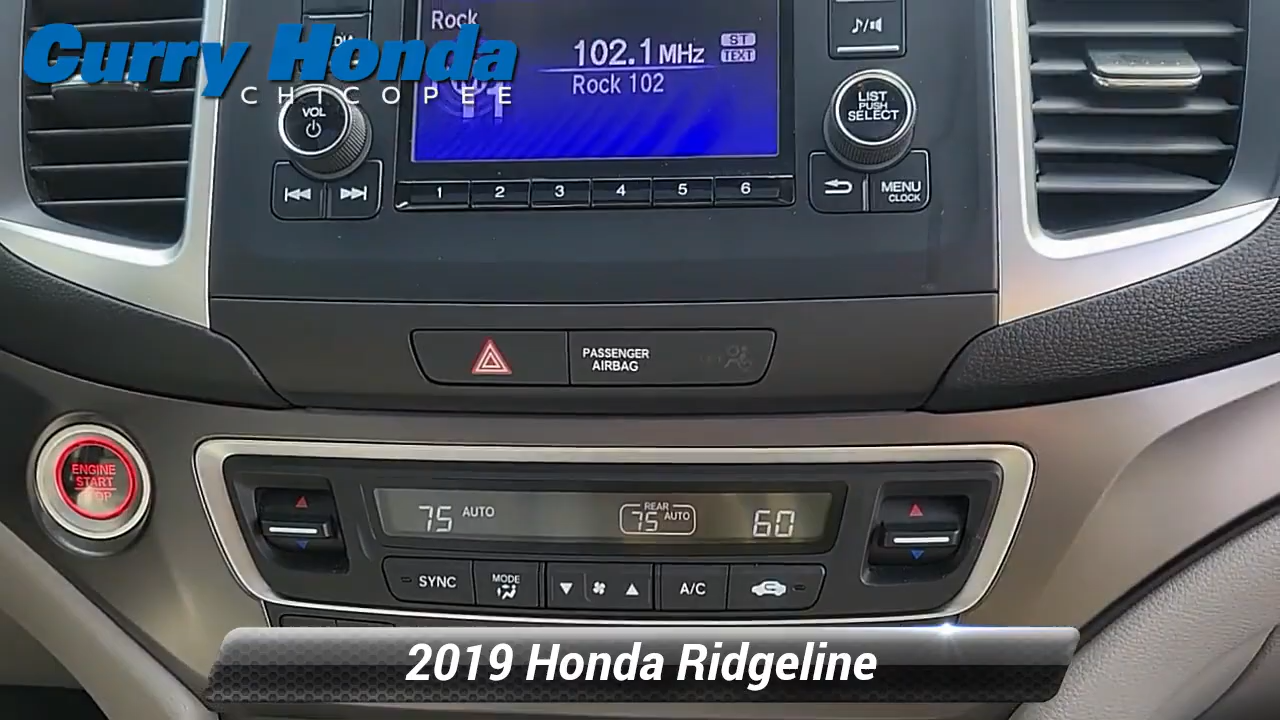 Rock
102.1 MHz ST
TEXT
Rock 102
Curry Honda
CHICOPEE
VOL
LIST
PUSH
SELECT
1 2 3 4 5 6
MENU
CLOCK
PASSENGER
AIRBAG
ENGINE
START
STOP
75 AUTO
REAR
75 AUTO
60
SYNC
MODE
A/C
2019 Honda Ridgeline